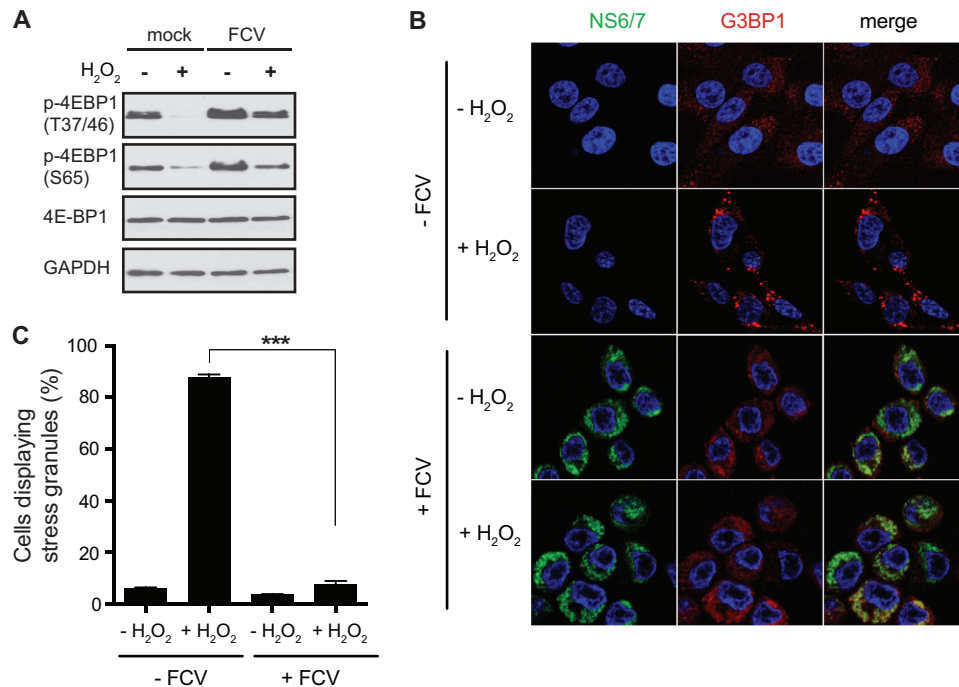 A
mock FCV
H₂O₂ - + - +
p-4EBP1
(T37/46)
p-4EBP1
(S65)
4E-BP1
GAPDH
B
NS6/7 G3BP1 merge
- FCV
- H₂O₂
+ H₂O₂
+ FCV
- H₂O₂
+ H₂O₂
C
Cells displaying
stress granules (%)
100
80
60
40
20
0
***
- H₂O₂ + H₂O₂ - H₂O₂ + H₂O₂
- FCV + FCV